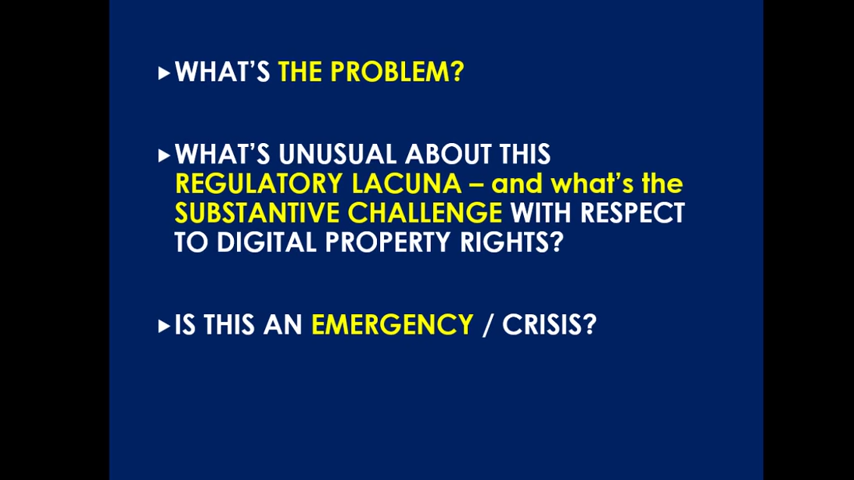 WHAT'S THE PROBLEM?
WHAT'S UNUSUAL ABOUT THIS
REGULATORY LACUNA – and what's the
SUBSTANTIVE CHALLENGE WITH RESPECT
TO DIGITAL PROPERTY RIGHTS?
IS THIS AN EMERGENCY / CRISIS?